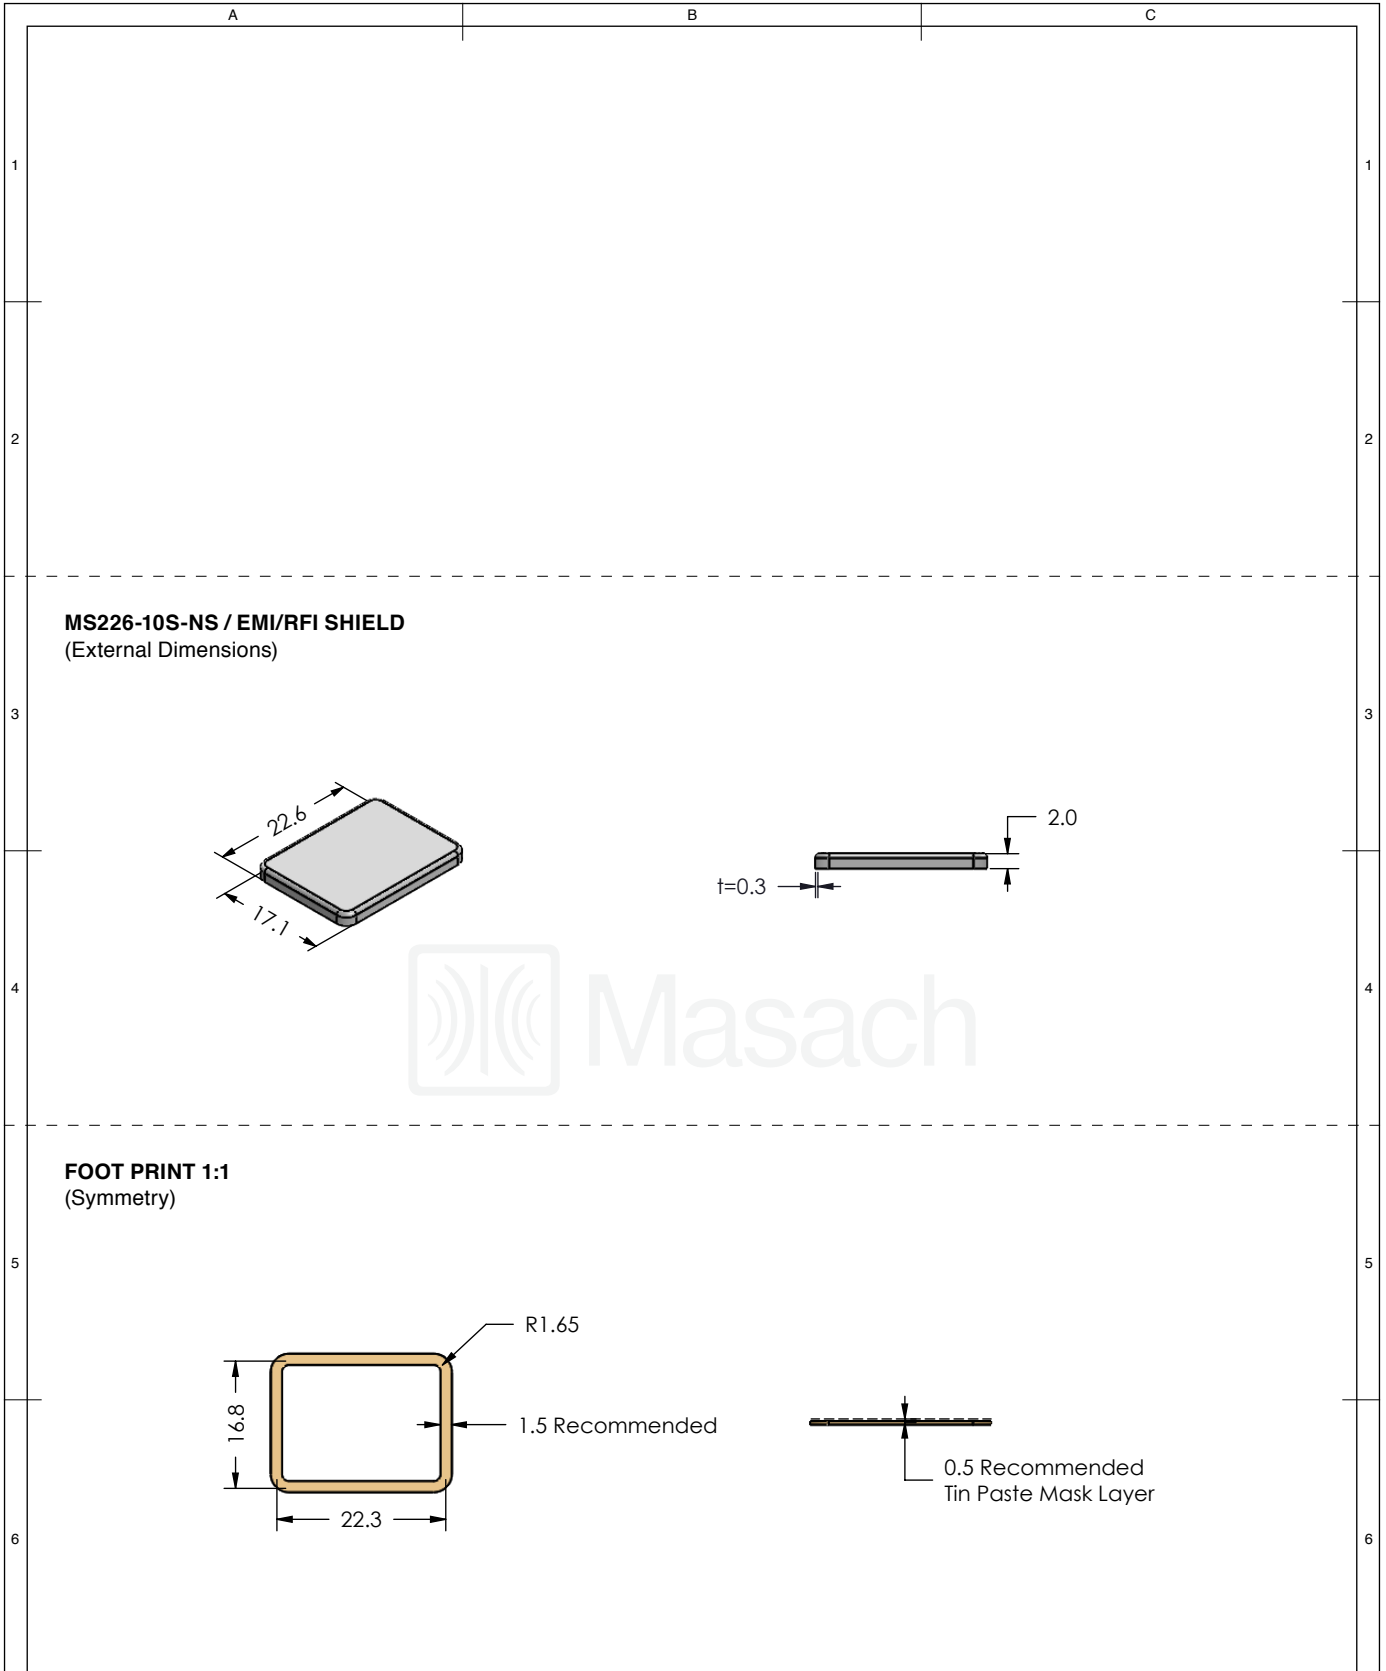 A B C
1 1
2 2
MS226-10S-NS / EMI/RFI SHIELD
(External Dimensions)
3 3
22.6
2.0
t=0.3
17.1
Masach
4 4
FOOT PRINT 1:1
(Symmetry)
5 5
R1.65
16.8
1.5 Recommended
0.5 Recommended
Tin Paste Mask Layer
22.3
6 6